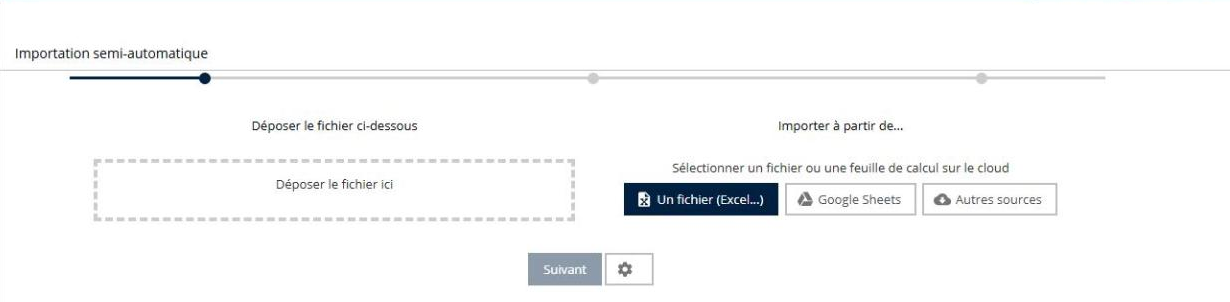 Importation semi-automatique
Déposer le fichier ci-dessous
Déposer le fichier ici
Importer à partir de...
Sélectionner un fichier ou une feuille de calcul sur le cloud
Un fichier (Excel...)
Google Sheets
Autres sources
Suivant